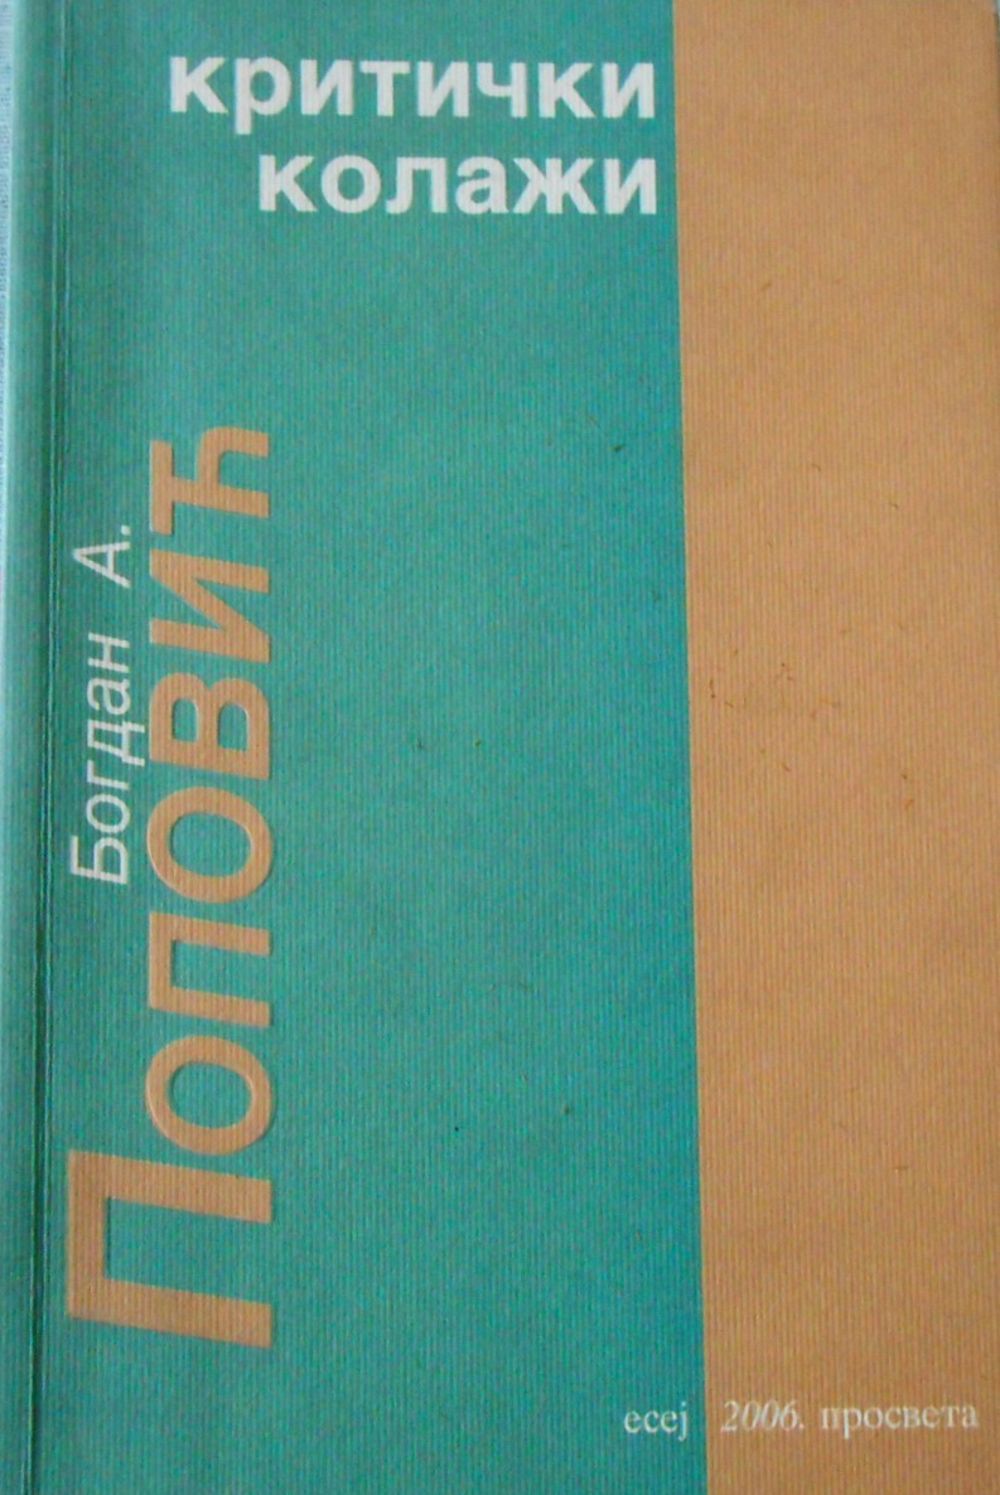 критички
колажи
Богдан А.
Поповић
есеј 2006. просвета